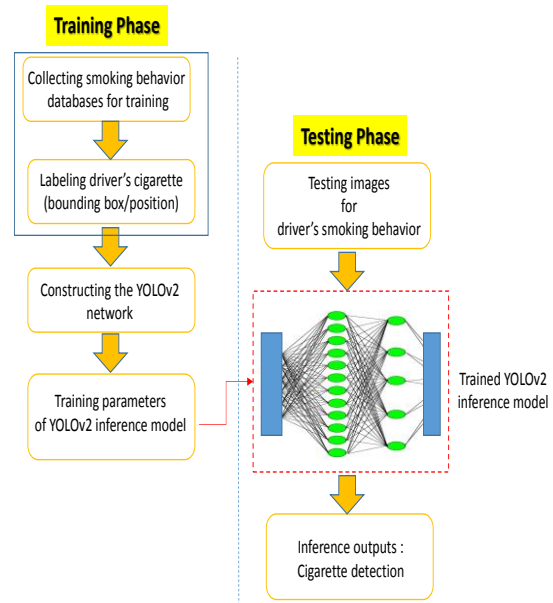 Training Phase
Collecting smoking behavior
databases for training
Labeling driver's cigarette
(bounding box/position)
Constructing the YOLOv2
network
Training parameters
of YOLOv2 inference model
Testing Phase
Testing images
for
driver's smoking behavior
Trained YOLOv2
inference model
Inference outputs :
Cigarette detection